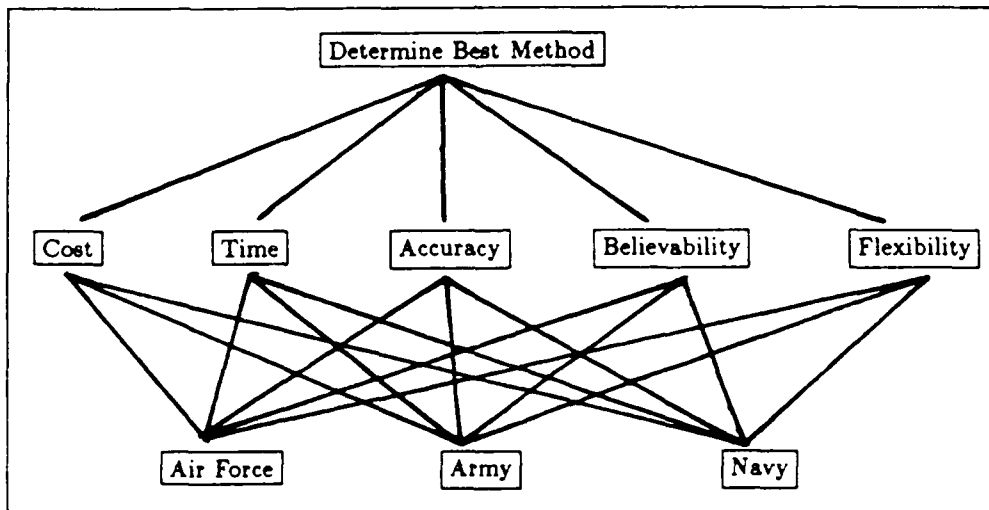 Determine Best Method
Cost
Time
Accuracy
Believability
Flexibility
Air Force
Army
Navy